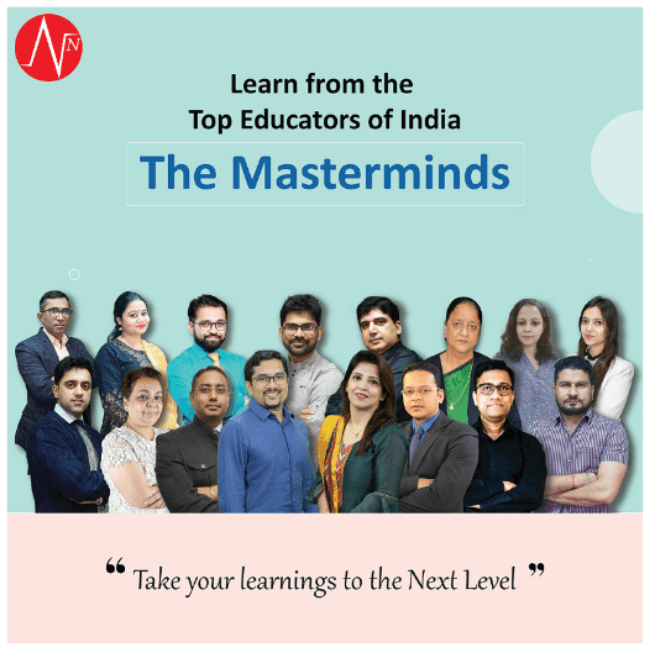 N
Learn from the
Top Educators of India
The Masterminds
“ Take your learnings to the Next Level ”